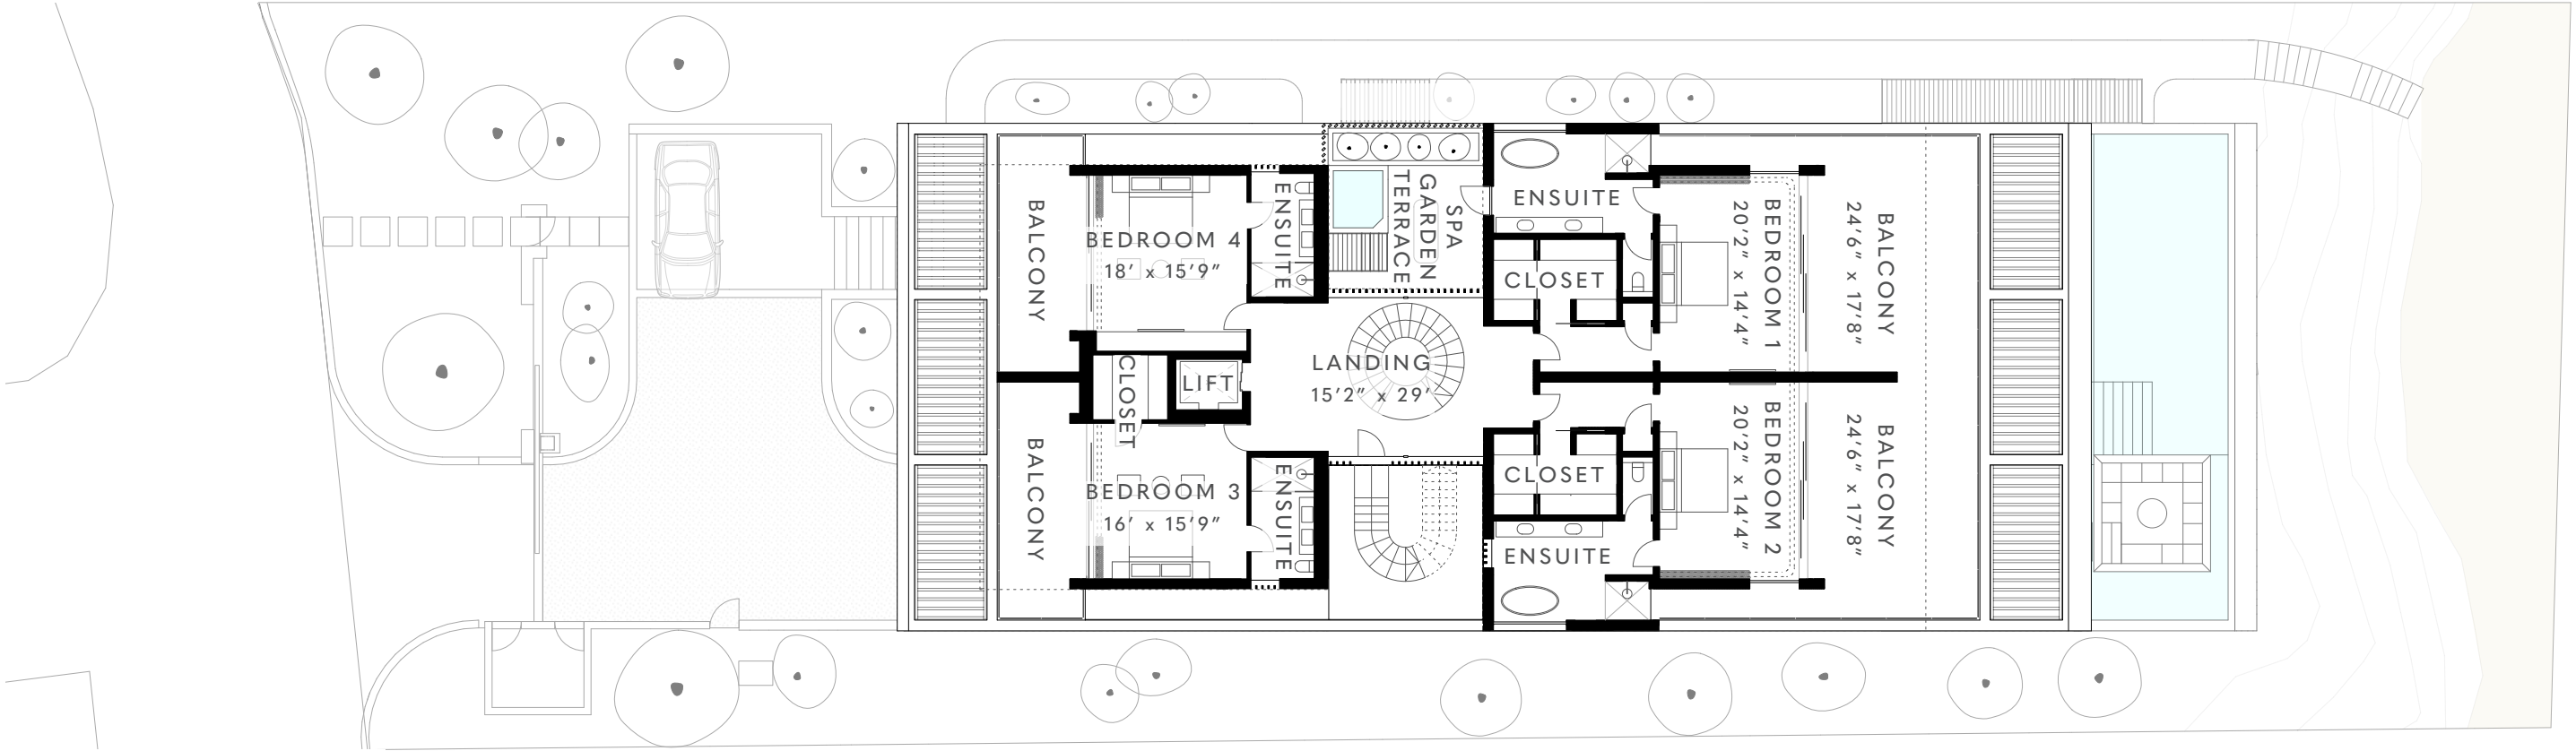 BALCONY
BEDROOM 4
18’ x 15’9”
ENSUITE
SPA
GARDEN
TERRACE
ENSUITE
CLOSET
BEDROOM 1
20’2” x 14’4”
BALCONY
24’6” x 17’8”
CLOSET
LIFT
LANDING
15’2” x 29’
BALCONY
BEDROOM 3
16’ x 15’9”
ENSUITE
CLOSET
ENSUITE
BEDROOM 2
20’2” x 14’4”
BALCONY
24’6” x 17’8”